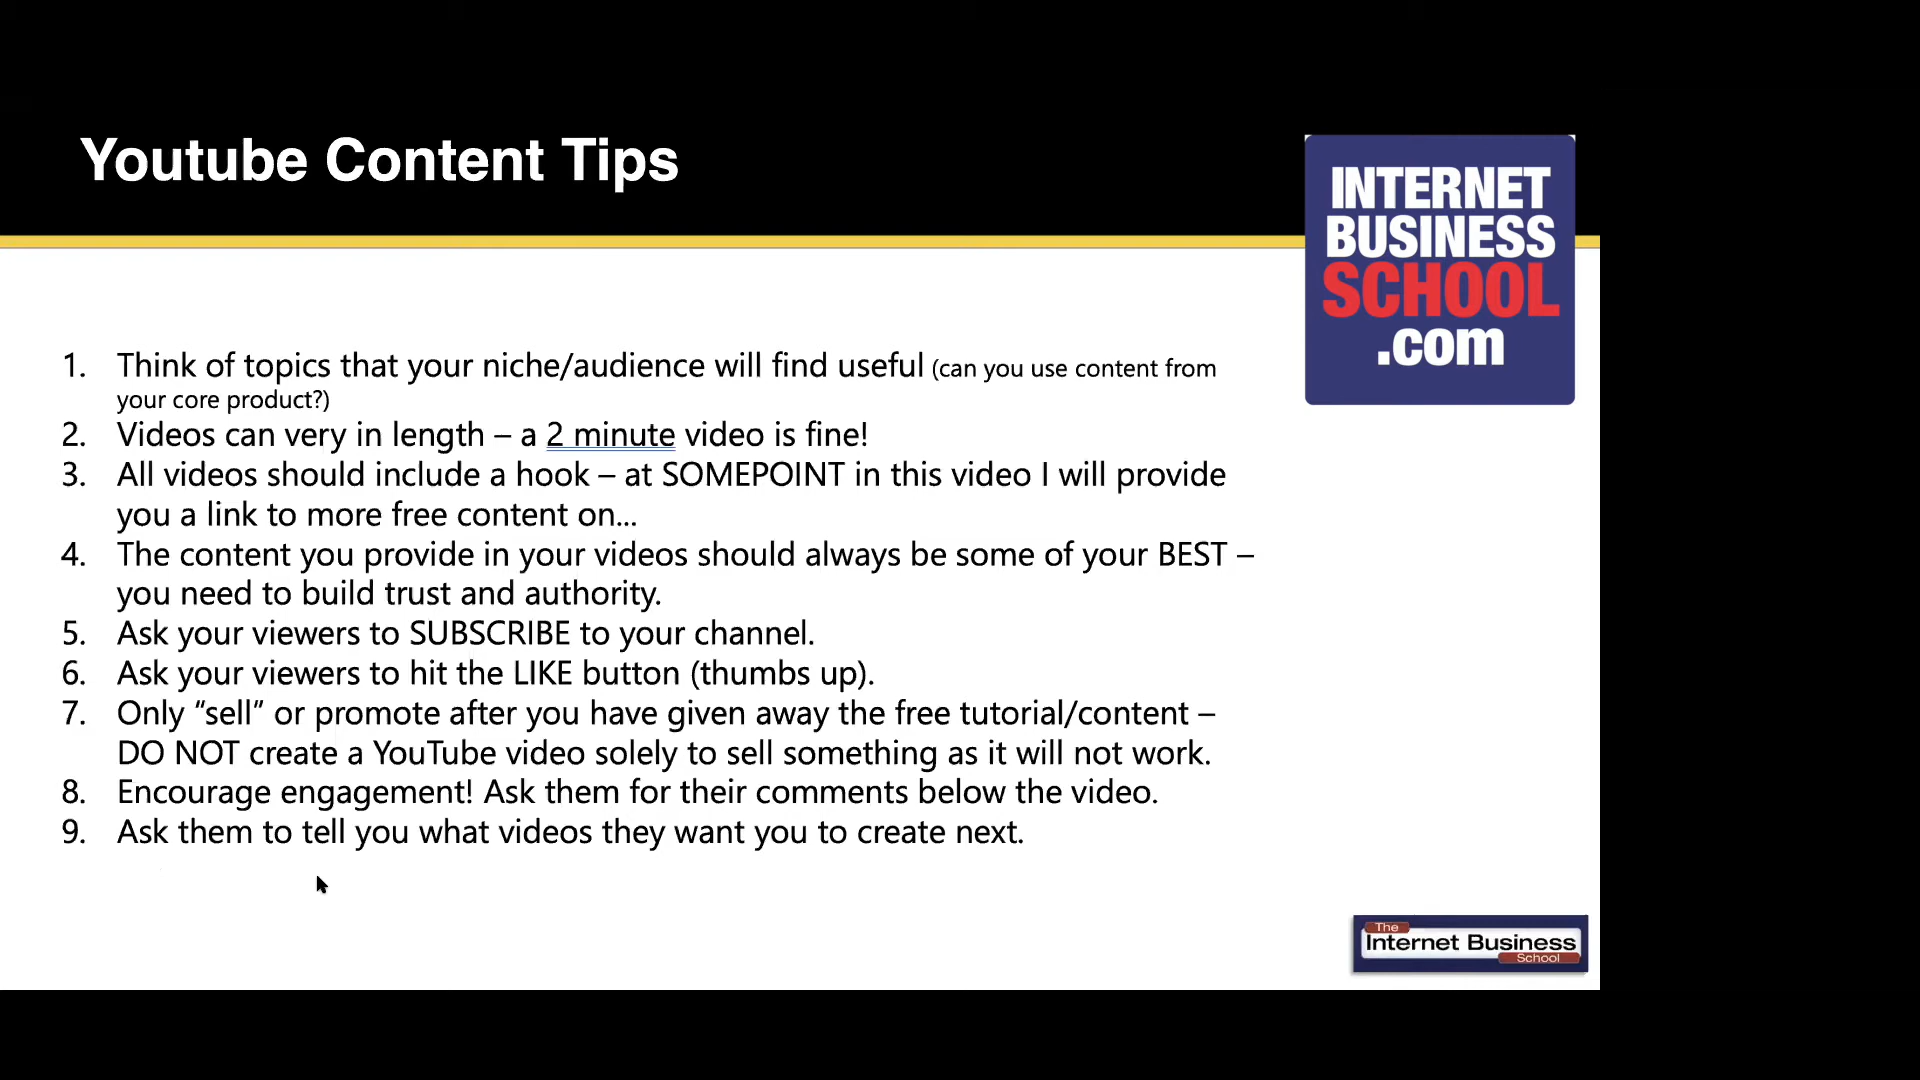 Youtube Content Tips
INTERNET
BUSINESS
SCHOOL
.com
1. Think of topics that your niche/audience will find useful (can you use content from
your core product?)
2. Videos can very in length – a 2 minute video is fine!
3. All videos should include a hook – at SOMEPOINT in this video I will provide
you a link to more free content on...
4. The content you provide in your videos should always be some of your BEST –
you need to build trust and authority.
5. Ask your viewers to SUBSCRIBE to your channel.
6. Ask your viewers to hit the LIKE button (thumbs up).
7. Only “sell” or promote after you have given away the free tutorial/content –
DO NOT create a YouTube video solely to sell something as it will not work.
8. Encourage engagement! Ask them for their comments below the video.
9. Ask them to tell you what videos they want you to create next.
The
Internet Business
School